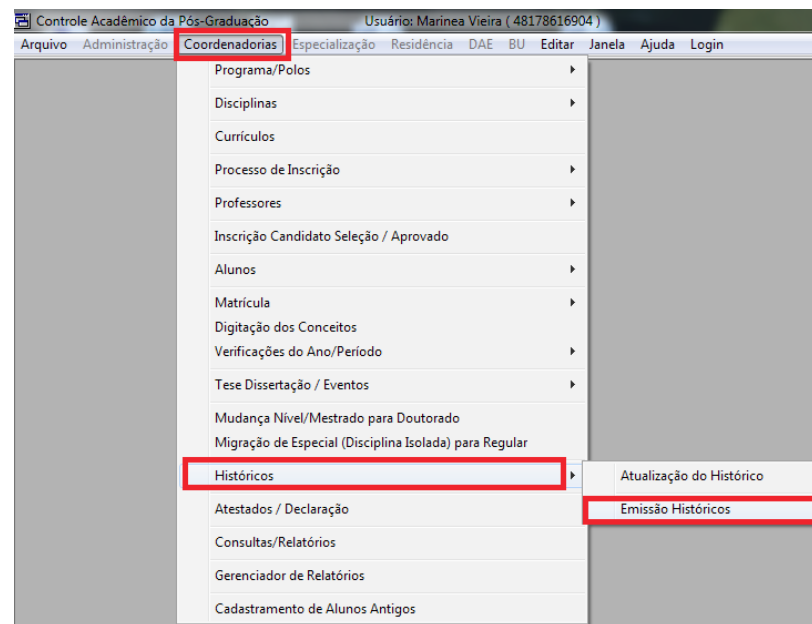 Controle Acadêmico da Pós-Graduação Usuário: Marinea Vieira ( 48178616904 )
Arquivo Administração Coordenadorias Especialização Residência DAE BU Editar Janela Ajuda Login
Programa/Polos
Disciplinas
Currículos
Processo de Inscrição
Professores
Inscrição Candidato Seleção / Aprovado
Alunos
Matrícula
Digitação dos Conceitos
Verificações do Ano/Período
Tese Dissertação / Eventos
Mudança Nível/Mestrado para Doutorado
Migração de Especial (Disciplina Isolada) para Regular
Históricos
Atualização do Histórico
Atestados / Declaração
Emissão Históricos
Consultas/Relatórios
Gerenciador de Relatórios
Cadastramento de Alunos Antigos